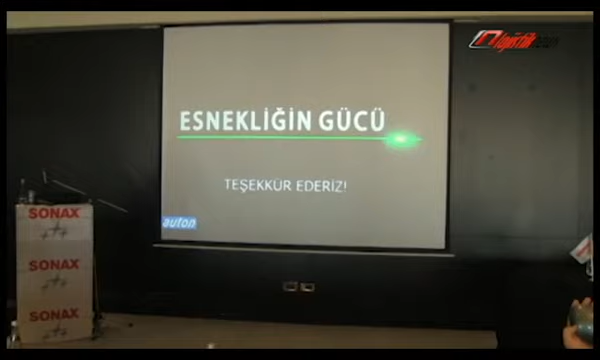 ESNEKLİĞİN GÜCÜ
TEŞEKKÜR EDERİZ!
auton
SONAX
SONAX
SONAX